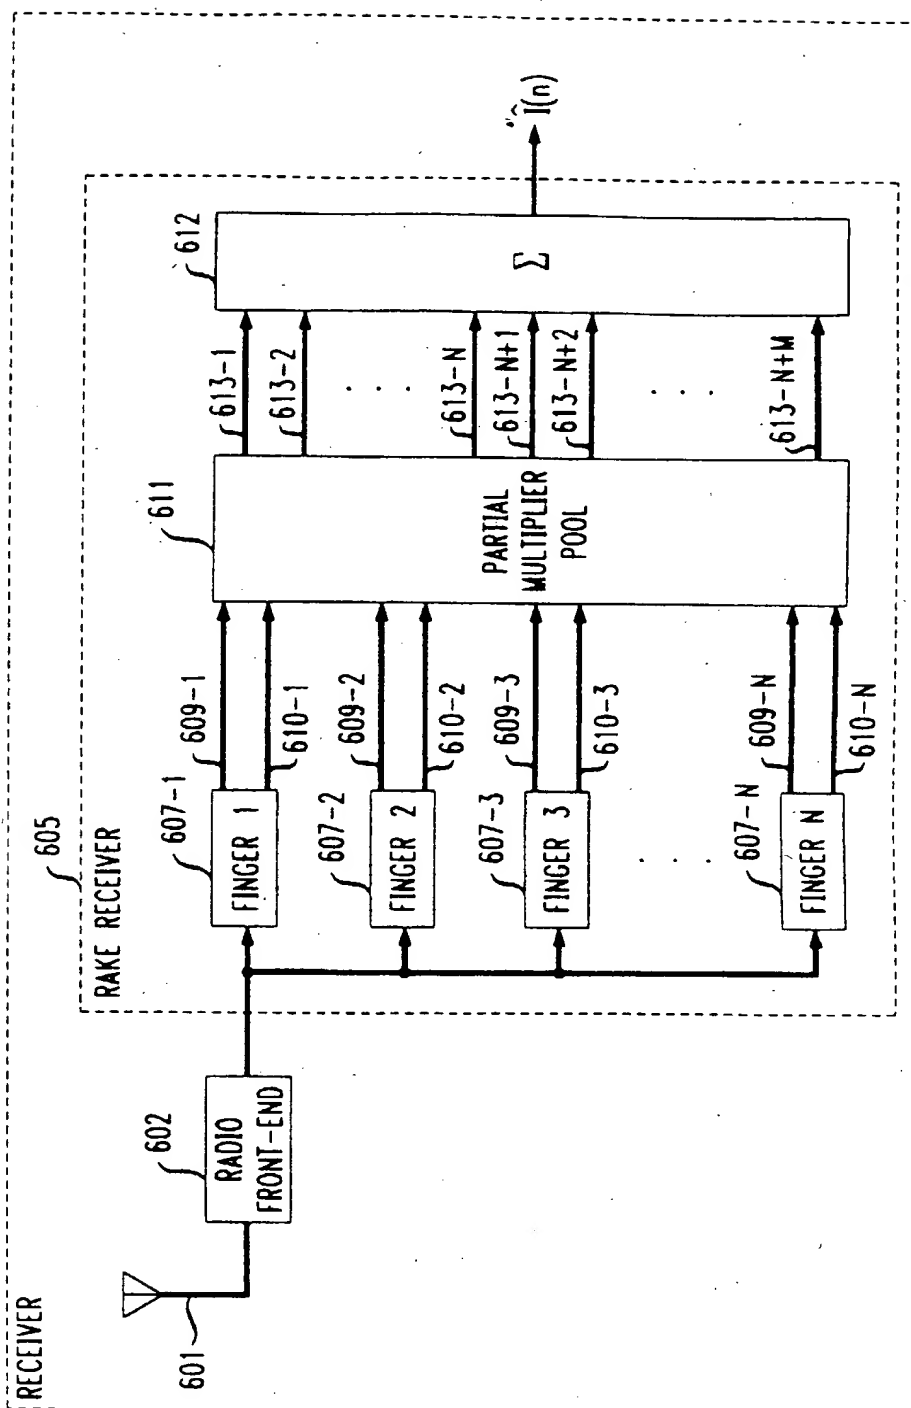 RECEIVER
601
602
RADIO
FRONT-END
605
RAKE RECEIVER
607-1
FINGER 1
609-1
610-1
607-2
FINGER 2
609-2
610-2
607-3
FINGER 3
609-3
610-3
. . . .
607-N
FINGER N
609-N
610-N
611
PARTIAL
MULTIPLIER
POOL
613-1
613-2
. . . .
613-N
613-N+1
613-N+2
. . . .
613-N+M
612
Σ
Î(n)